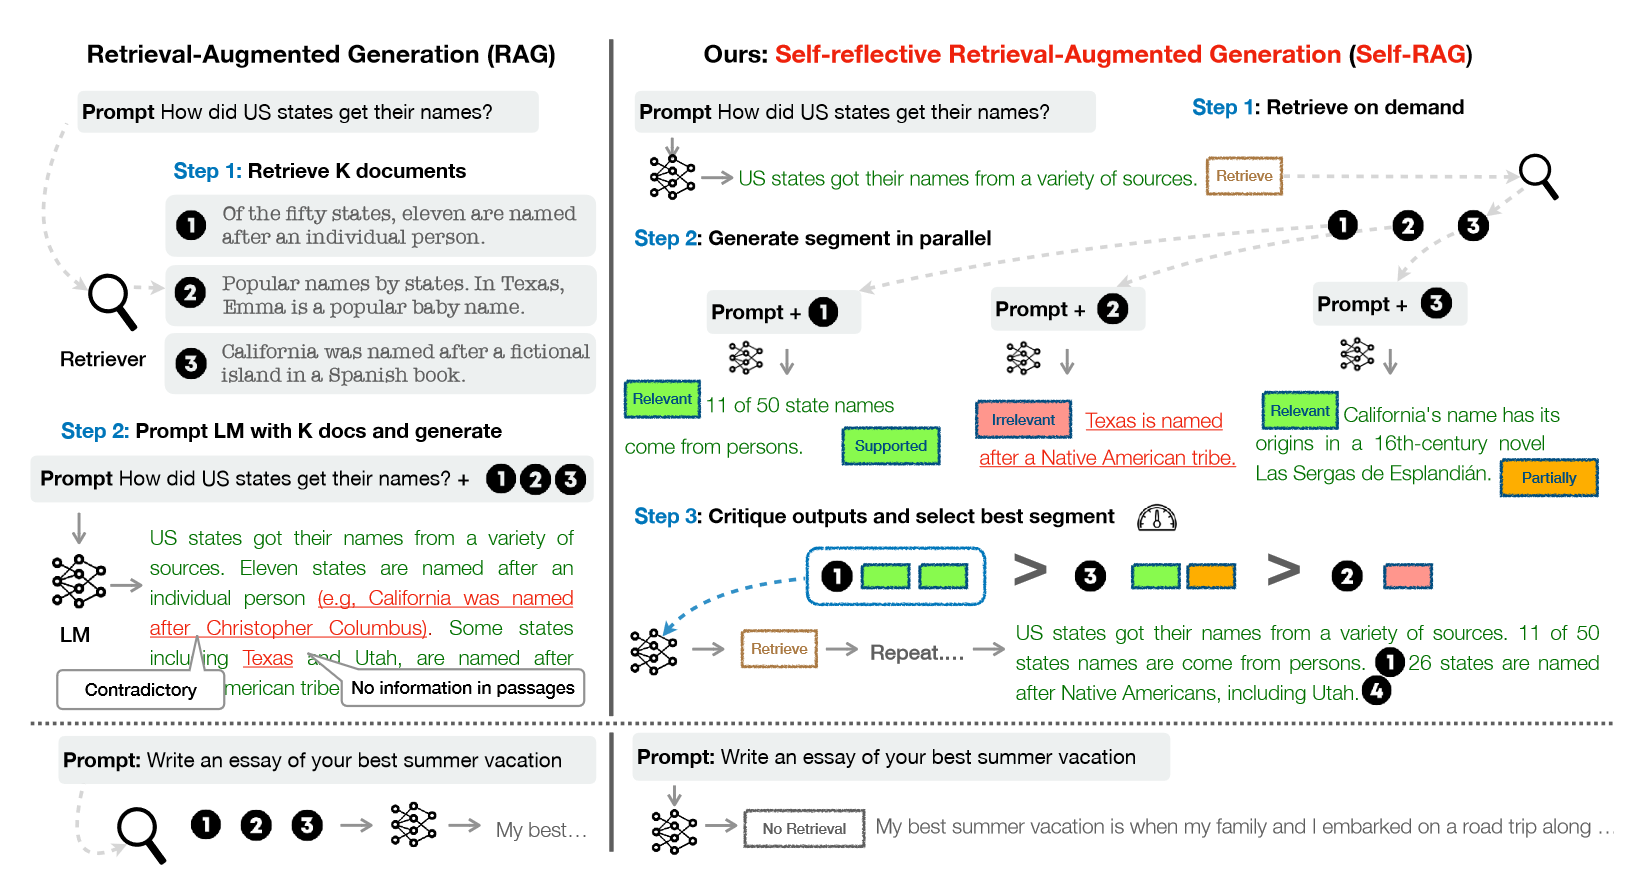 Retrieval-Augmented Generation (RAG)
Prompt How did US states get their names?
Step 1: Retrieve K documents
1 Of the fifty states, eleven are named
after an individual person.
2 Popular names by states. In Texas,
Emma is a popular baby name.
Retriever
3 California was named after a fictional
island in a Spanish book.
Step 2: Prompt LM with K docs and generate
Prompt How did US states get their names? + 1 2 3
LM
US states got their names from a variety of
sources. Eleven states are named after an
individual person (e.g, California was named
after Christopher Columbus). Some states
including Texas and Utah, are named after
Contradictory
merican tribe
No information in passages
Prompt: Write an essay of your best summer vacation
1 2 3
My best…
Ours: Self-reflective Retrieval-Augmented Generation (Self-RAG)
Prompt How did US states get their names?
Step 1: Retrieve on demand
US states got their names from a variety of sources. Retrieve
1 2 3
Step 2: Generate segment in parallel
Prompt + 1
Prompt + 2
Prompt + 3
Relevant 11 of 50 state names
come from persons. Supported
Irrelevant Texas is named
after a Native American tribe.
Relevant California's name has its
origins in a 16th-century novel
Las Sergas de Esplandián. Partially
Step 3: Critique outputs and select best segment
1 > 3 > 2
Retrieve
Repeat....
US states got their names from a variety of sources. 11 of 50
states names are come from persons. 1 26 states are named
after Native Americans, including Utah. 4
Prompt: Write an essay of your best summer vacation
No Retrieval
My best summer vacation is when my family and I embarked on a road trip along …